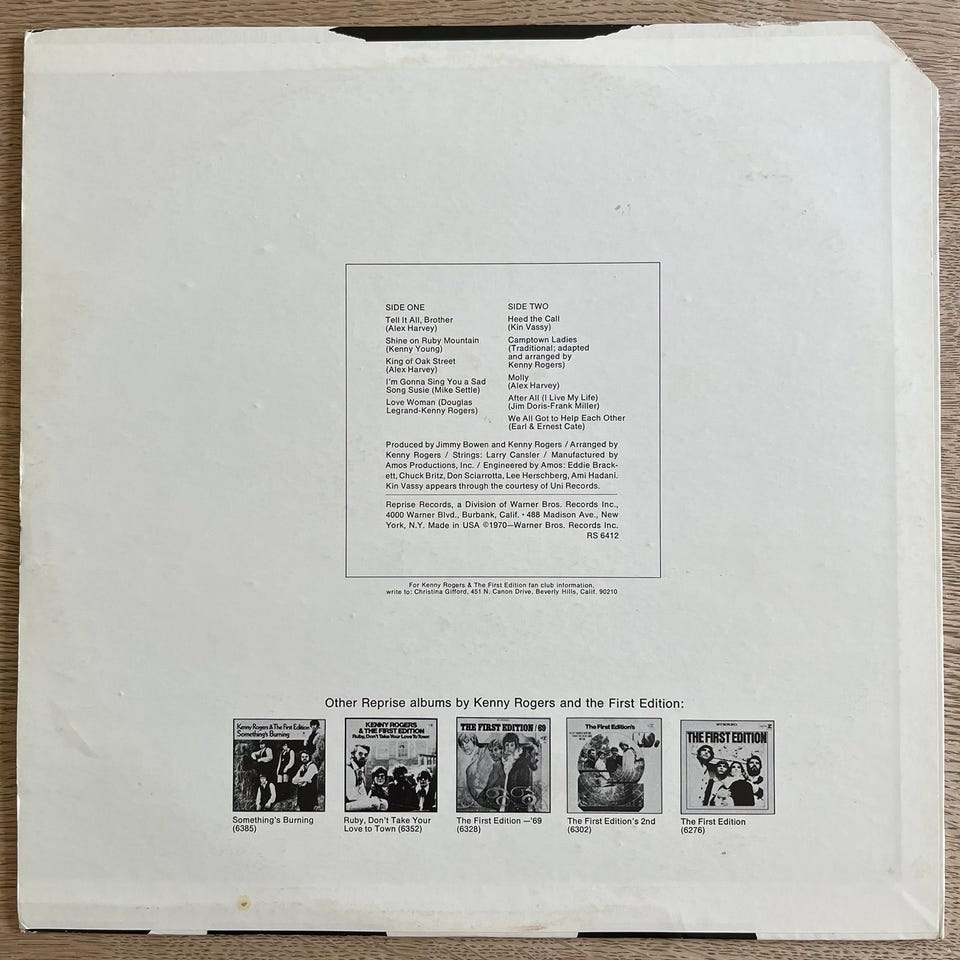 SIDE ONE
Tell It All, Brother
(Alex Harvey)
Shine on Ruby Mountain
(Kenny Young)
King of Oak Street
(Alex Harvey)
I'm Gonna Sing You a Sad
Song Susie (Mike Settle)
Love Woman (Douglas
Legrand-Kenny Rogers)
SIDE TWO
Heed the Call
(Kin Vassy)
Camptown Ladies
(Traditional; adapted
and arranged by
Kenny Rogers)
Molly
(Alex Harvey)
After All (I Live My Life)
(Jim Doris-Frank Miller)
We All Got to Help Each Other
(Earl & Ernest Cate)
Produced by Jimmy Bowen and Kenny Rogers / Arranged by
Kenny Rogers / Strings: Larry Cansler / Manufactured by
Amos Productions, Inc. / Engineered by Amos: Eddie Brack-
ett, Chuck Britz, Don Sciarrotta, Lee Herschberg, Ami Hadani.
Kin Vassy appears through the courtesy of Uni Records.
Reprise Records, a Division of Warner Bros. Records Inc.,
4000 Warner Blvd., Burbank, Calif. • 488 Madison Ave., New
York, N.Y. Made in USA ©1970—Warner Bros. Records Inc.
RS 6412
For Kenny Rogers & The First Edition fan club information,
write to: Christina Gifford, 451 N. Canon Drive, Beverly Hills, Calif. 90210
Other Reprise albums by Kenny Rogers and the First Edition:
Kenny Rogers & The First Edition
Something's Burning
KENNY ROGERS
& THE FIRST EDITION
Ruby, Don't Take Your Love To Town
THE FIRST EDITION/69
The First Edition's
THE FIRST EDITION
Something's Burning
(6385)
Ruby, Don't Take Your
Love to Town (6352)
The First Edition —'69
(6328)
The First Edition's 2nd
(6302)
The First Edition
(6276)